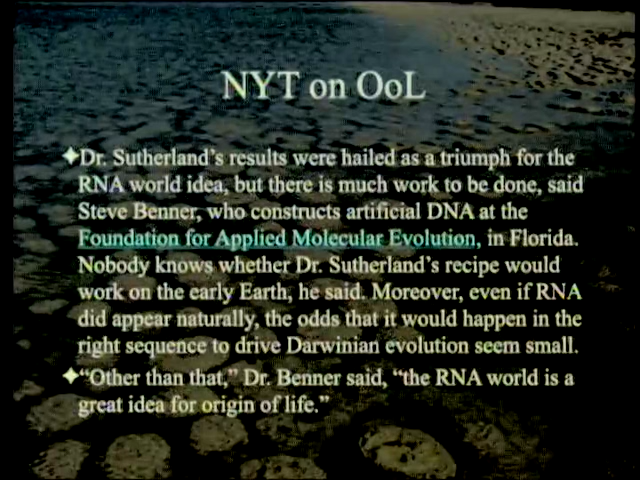 NYT on OoL
✦Dr. Sutherland's results were hailed as a triumph for the
RNA world idea, but there is much work to be done, said
Steve Benner, who constructs artificial DNA at the
Foundation for Applied Molecular Evolution, in Florida.
Nobody knows whether Dr. Sutherland's recipe would
work on the early Earth, he said. Moreover, even if RNA
did appear naturally, the odds that it would happen in the
right sequence to drive Darwinian evolution seem small.
✦“Other than that,” Dr. Benner said, “the RNA world is a
great idea for origin of life.”